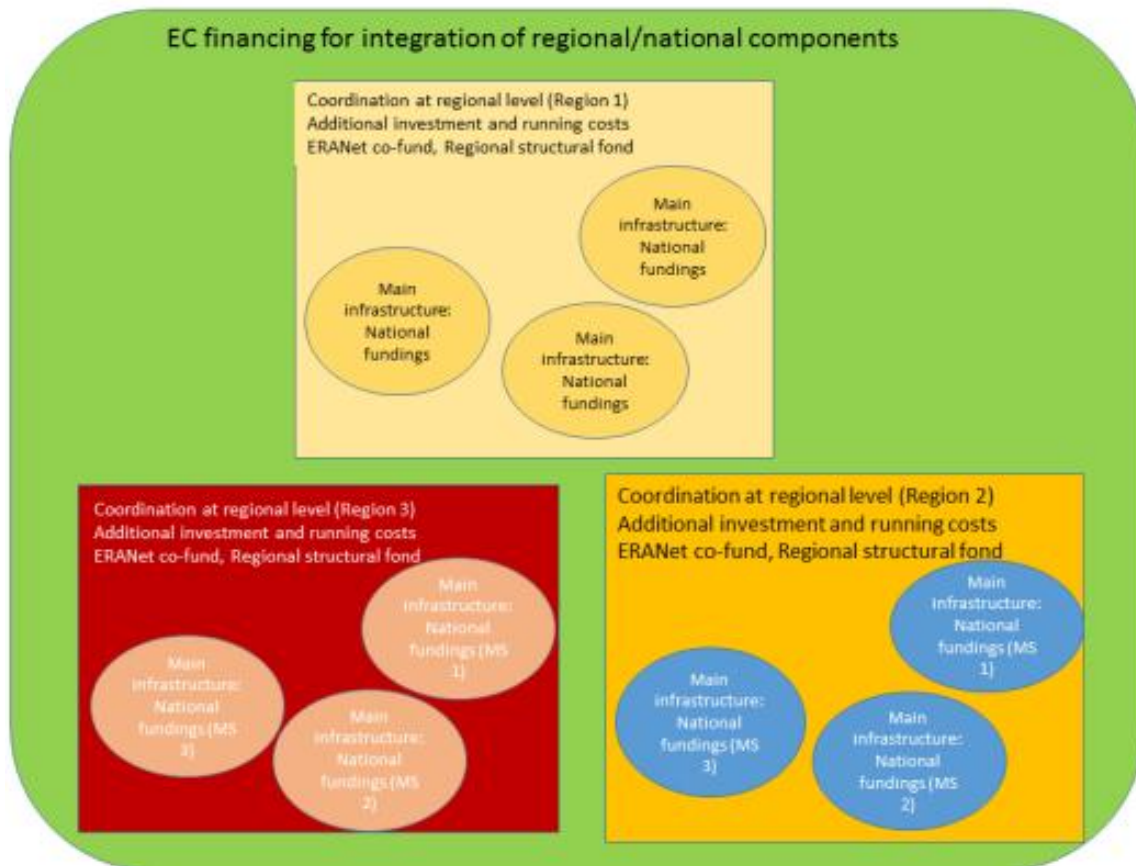 EC financing for integration of regional/national components
Coordination at regional level (Region 1)
Additional investment and running costs
ERANet co-fund, Regional structural fond
Main
infrastructure:
National
fundings
Main
infrastructure:
National
fundings
Main
infrastructure:
National
fundings
Coordination at regional level (Region 3)
Additional investment and running costs
ERANet co-fund, Regional structural fond
Main
infrastructure:
National
fundings (MS
1)
Main
infrastructure:
National
fundings (MS
3)
Main
infrastructure:
National
fundings (MS
2)
Coordination at regional level (Region 2)
Additional investment and running costs
ERANet co-fund, Regional structural fond
Main
infrastructure:
National
fundings (MS
1)
Main
infrastructure:
National
fundings (MS
3)
Main
infrastructure:
National
fundings (MS
2)